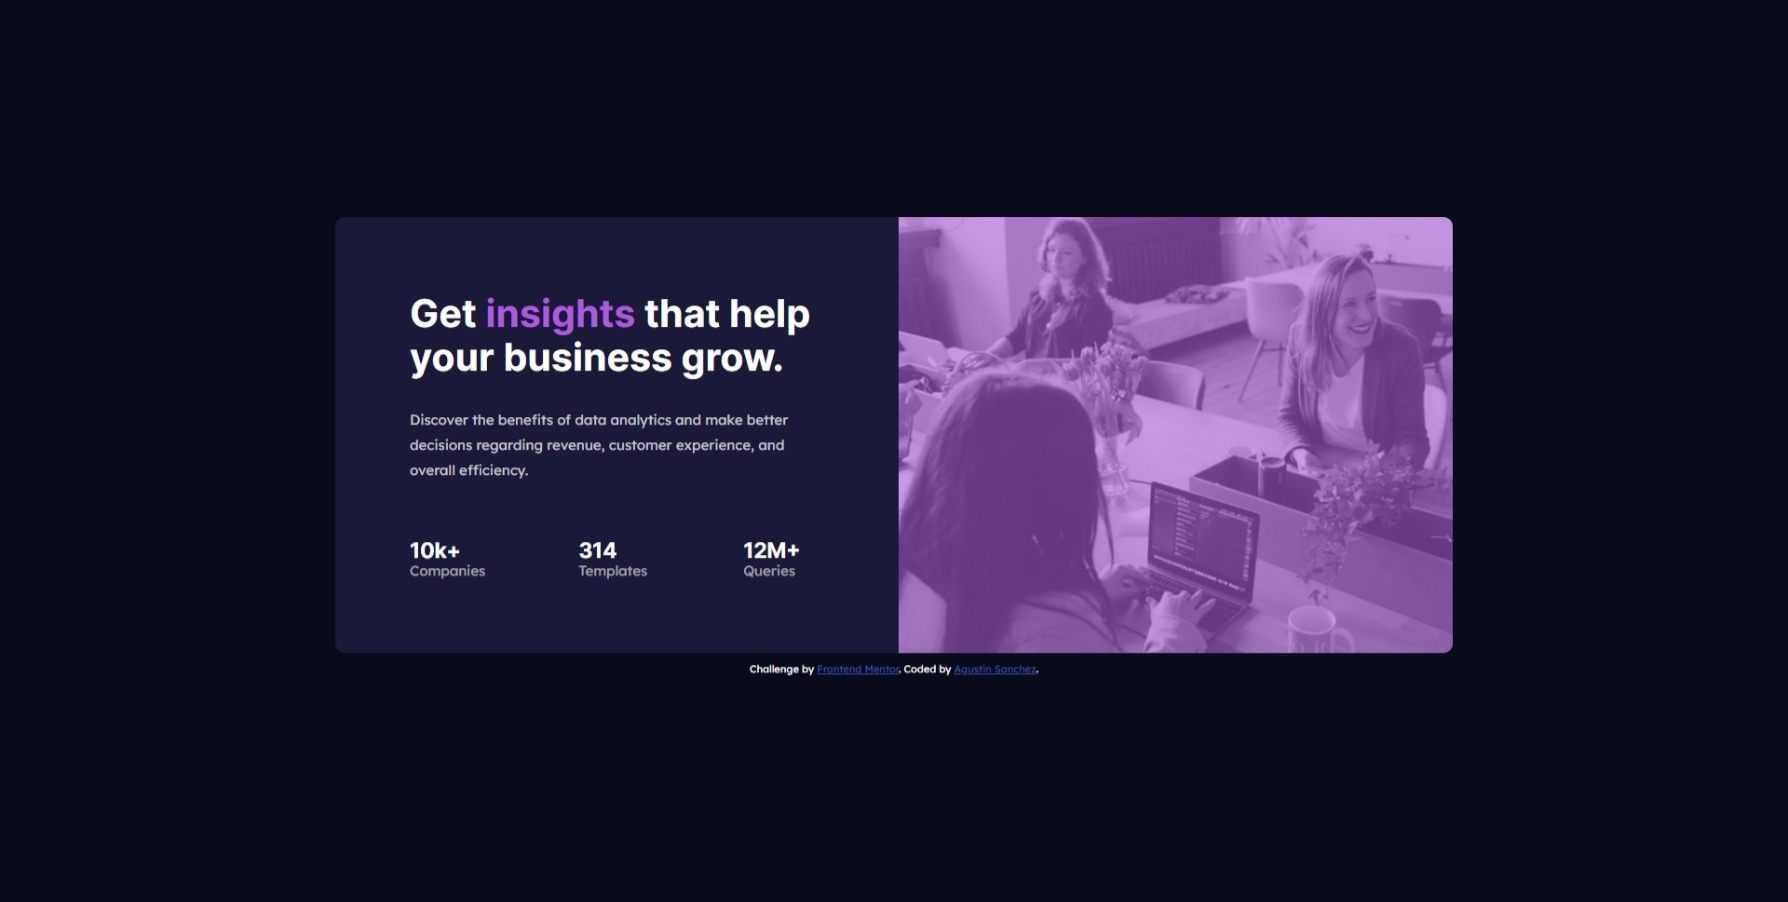 Get insights that help
your business grow.
Discover the benefits of data analytics and make better
decisions regarding revenue, customer experience, and
overall efficiency.
10k+
Companies
314
Templates
12M+
Queries
Challenge by Frontend Mentor. Coded by Agustin Sanchez.